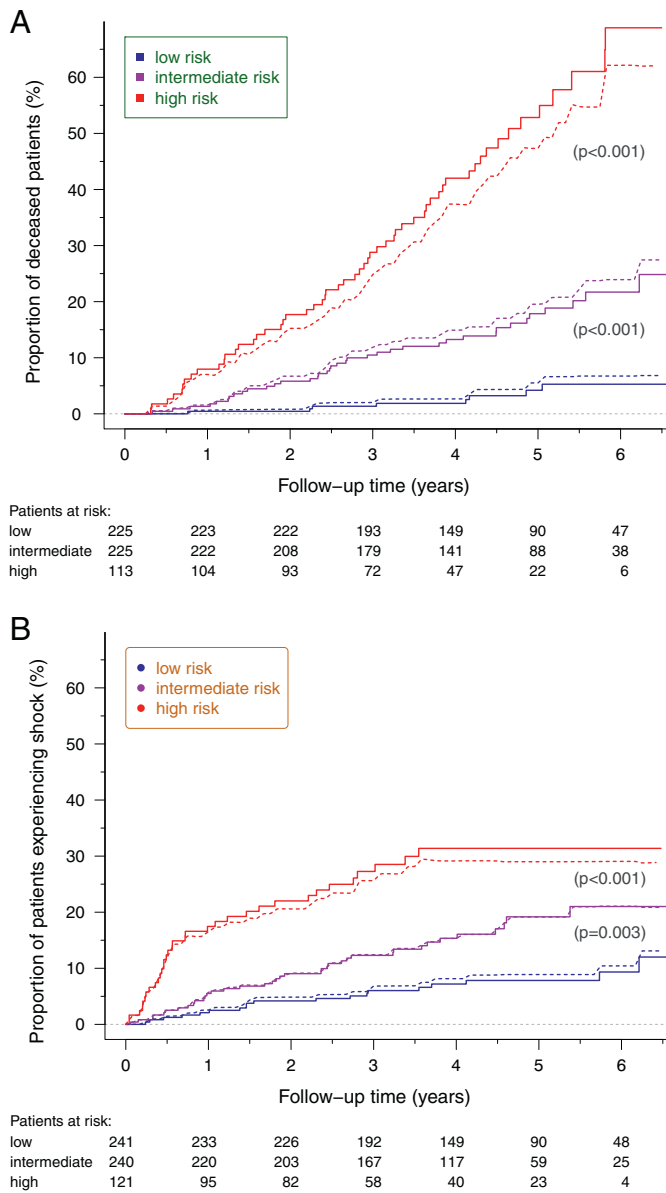 A
Proportion of deceased patients (%)
60
50
40
30
20
10
0
low risk
intermediate risk
high risk
(p<0.001)
(p<0.001)
0 1 2 3 4 5 6
Follow−up time (years)
Patients at risk:
low 225 223 222 193 149 90 47
intermediate 225 222 208 179 141 88 38
high 113 104 93 72 47 22 6
B
Proportion of patients experiencing shock (%)
60
50
40
30
20
10
0
low risk
intermediate risk
high risk
(p<0.001)
(p=0.003)
0 1 2 3 4 5 6
Follow−up time (years)
Patients at risk:
low 241 233 226 192 149 90 48
intermediate 240 220 203 167 117 59 25
high 121 95 82 58 40 23 4